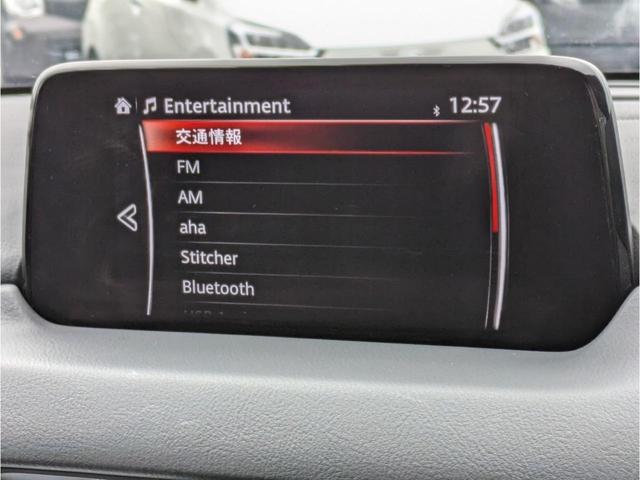 Entertainment 12:57
交通情報
FM
AM
aha
Stitcher
Bluetooth